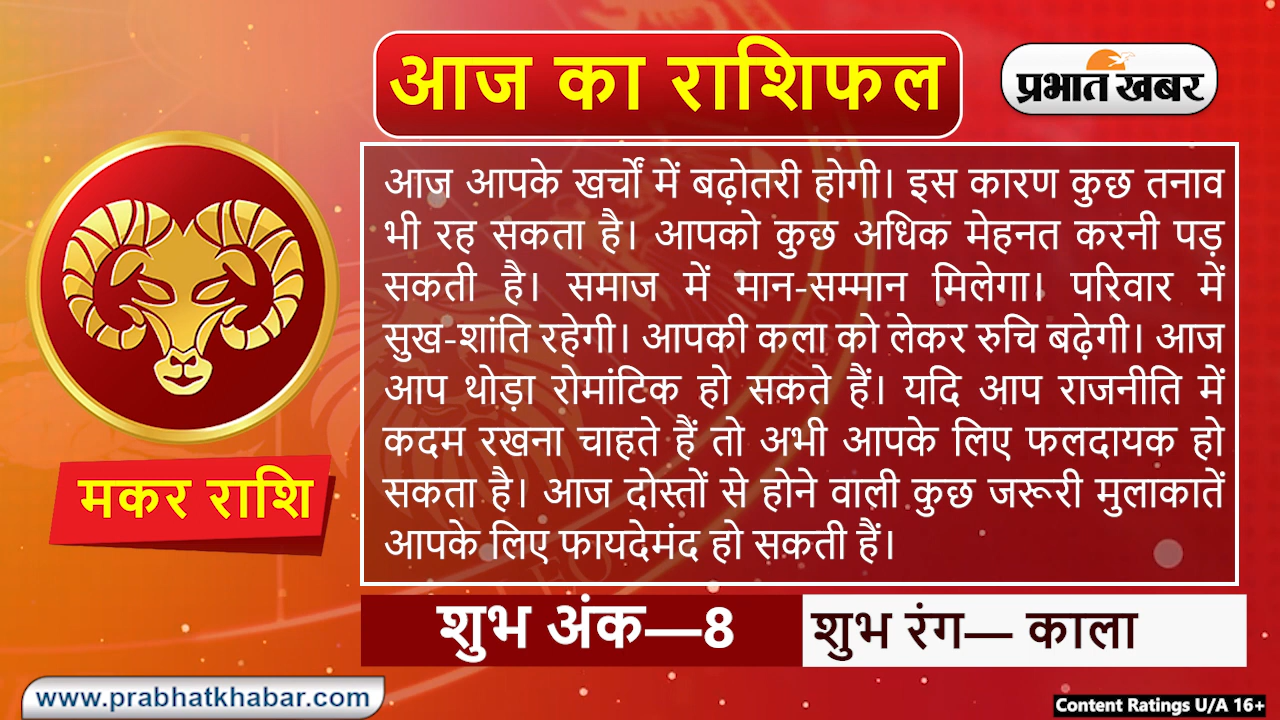 आज का राशिफल
प्रभात खबर
आज आपके खर्चों में बढ़ोतरी होगी। इस कारण कुछ तनाव
भी रह सकता है। आपको कुछ अधिक मेहनत करनी पड़
सकती है। समाज में मान-सम्मान मिलेगा। परिवार में
सुख-शांति रहेगी। आपकी कला को लेकर रुचि बढ़ेगी। आज
आप थोड़ा रोमांटिक हो सकते हैं। यदि आप राजनीति में
कदम रखना चाहते हैं तो अभी आपके लिए फलदायक हो
सकता है। आज दोस्तों से होने वाली कुछ जरूरी मुलाकातें
आपके लिए फायदेमंद हो सकती हैं।
मकर राशि
शुभ अंक—8
शुभ रंग— काला
www.prabhatkhabar.com
Content Ratings U/A 16+